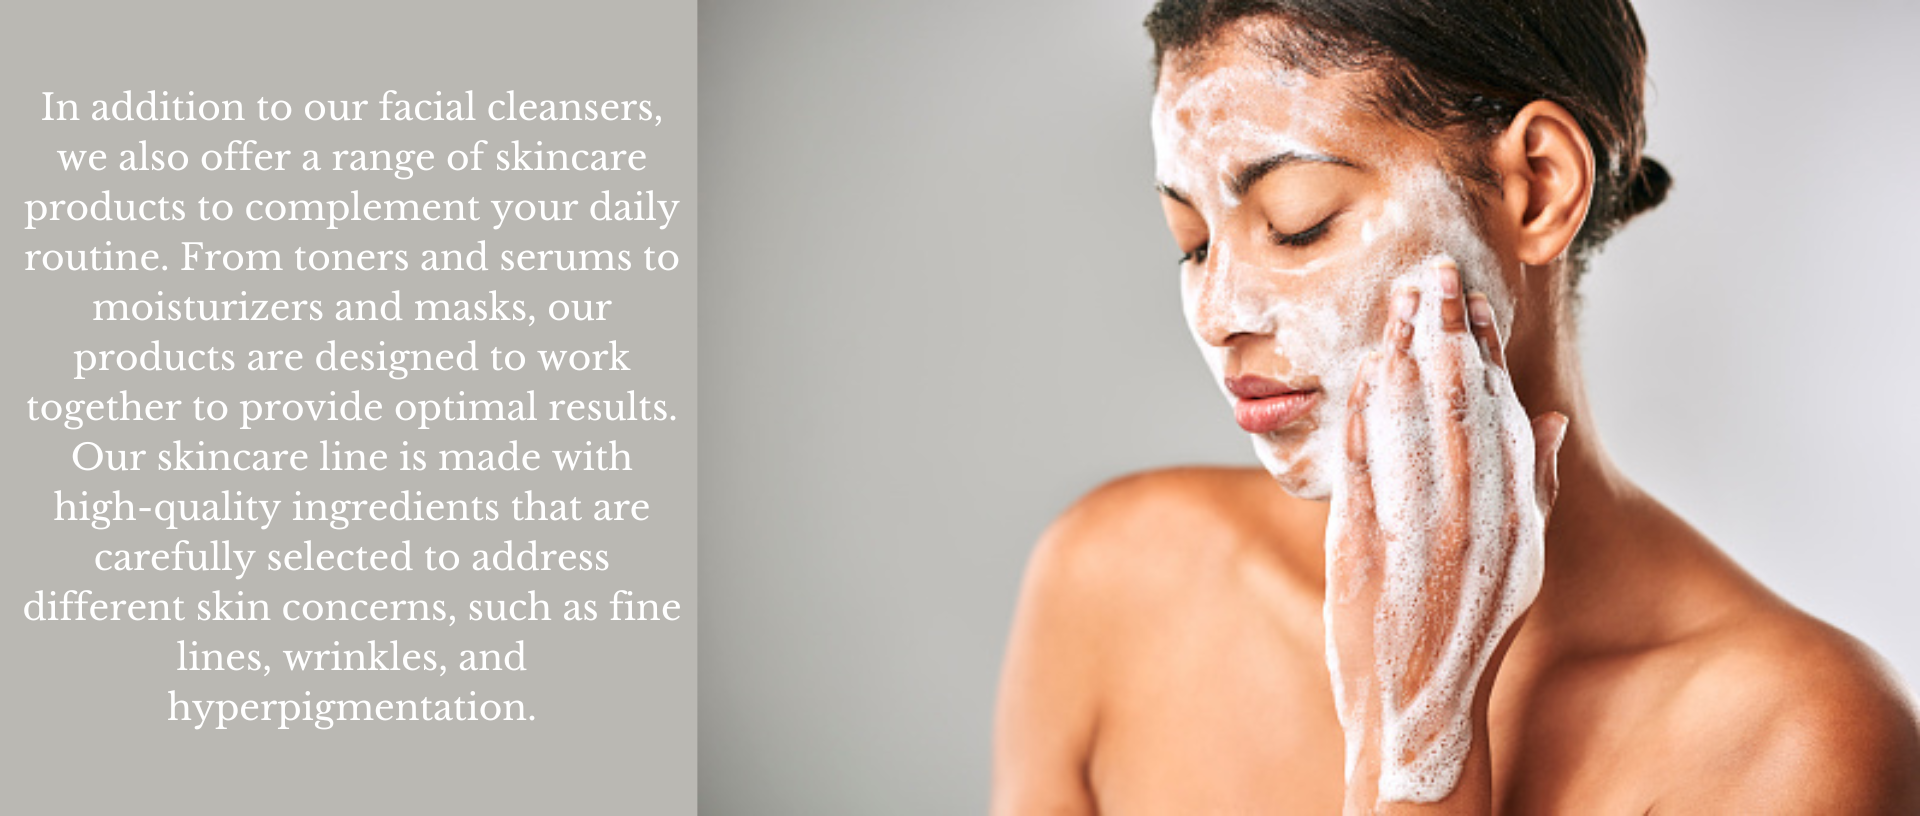 In addition to our facial cleansers,
we also offer a range of skincare
products to complement your daily
routine. From toners and serums to
moisturizers and masks, our
products are designed to work
together to provide optimal results.
Our skincare line is made with
high-quality ingredients that are
carefully selected to address
different skin concerns, such as fine
lines, wrinkles, and
hyperpigmentation.